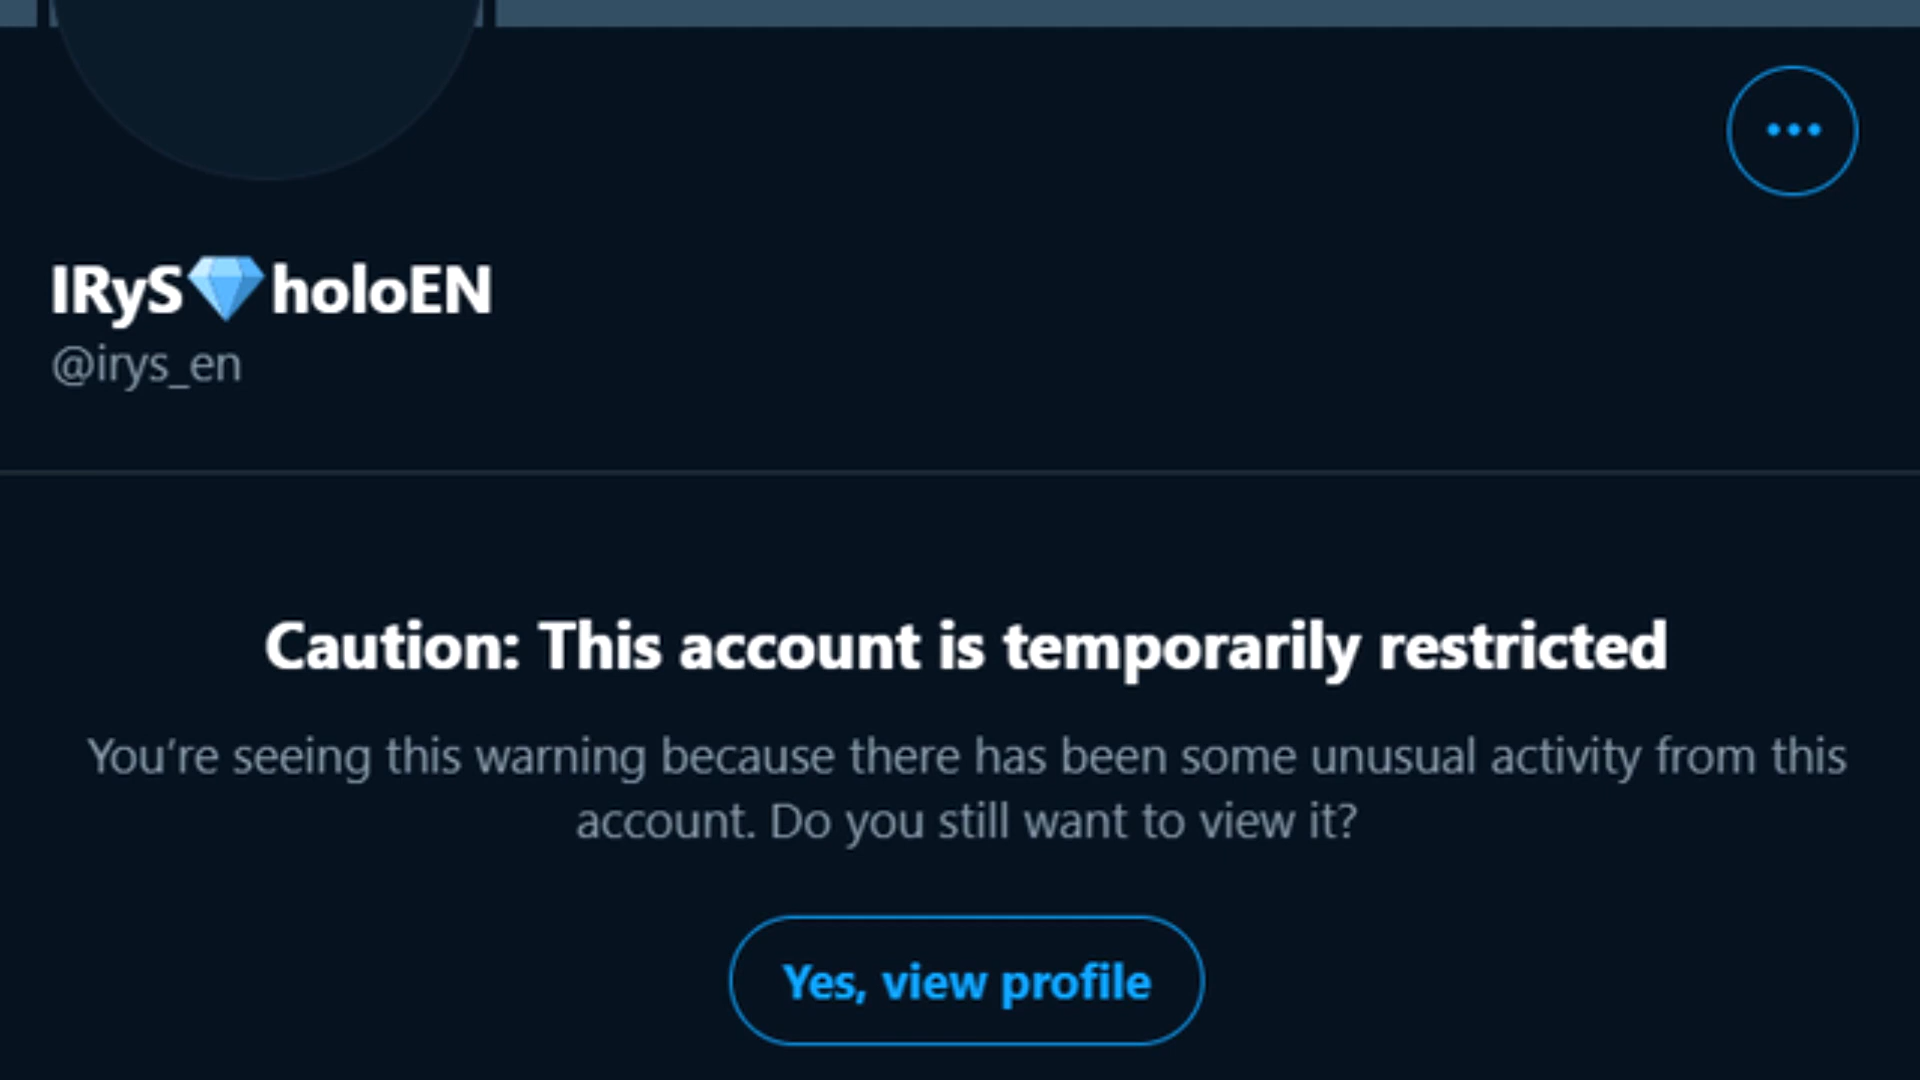 IRyS💎holoEN
@irys_en
Caution: This account is temporarily restricted
You’re seeing this warning because there has been some unusual activity from this
account. Do you still want to view it?
Yes, view profile